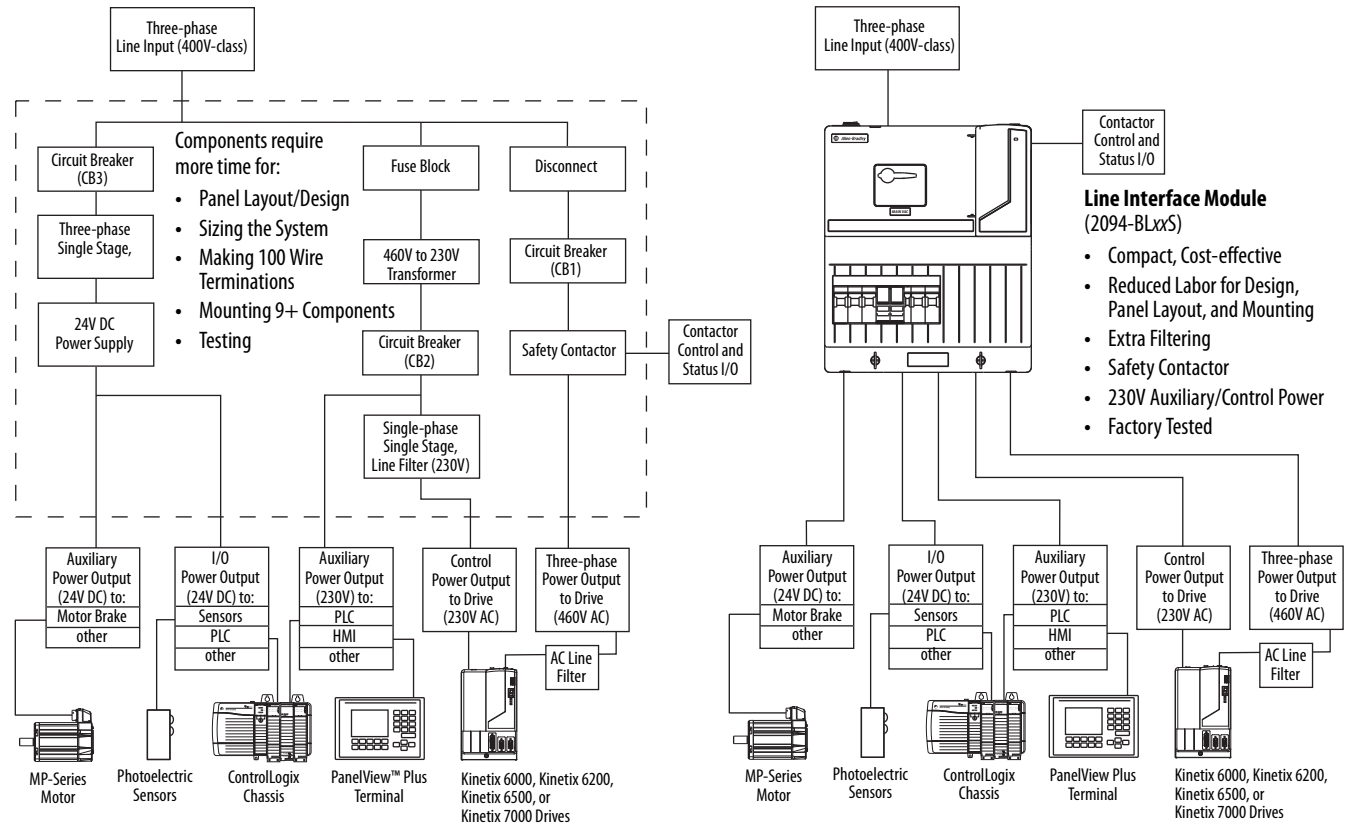 Three-phase
Line Input (400V-class)
Circuit Breaker
(CB3)
Three-phase
Single Stage,
24V DC
Power Supply
Components require
more time for:
• Panel Layout/Design
• Sizing the System
• Making 100 Wire
Terminations
• Mounting 9+ Components
• Testing
Fuse Block
460V to 230V
Transformer
Circuit Breaker
(CB2)
Single-phase
Single Stage,
Line Filter (230V)
Disconnect
Circuit Breaker
(CB1)
Safety Contactor
Contactor
Control and
Status I/O
Auxiliary
Power Output
(24V DC) to:
Motor Brake
other
I/O
Power Output
(24V DC) to:
Sensors
PLC
other
Auxiliary
Power Output
(230V) to:
PLC
HMI
other
Control
Power Output
to Drive
(230V AC)
Three-phase
Power Output
to Drive
(460V AC)
AC Line
Filter
MP-Series
Motor
Photoelectric
Sensors
ControlLogix
Chassis
PanelView™ Plus
Terminal
Kinetix 6000, Kinetix 6200,
Kinetix 6500, or
Kinetix 7000 Drives
Three-phase
Line Input (400V-class)
Allen-Bradley
Contactor
Control and
Status I/O
Line Interface Module
(2094-BLxxS)
• Compact, Cost-effective
• Reduced Labor for Design,
Panel Layout, and Mounting
• Extra Filtering
• Safety Contactor
• 230V Auxiliary/Control Power
• Factory Tested
Auxiliary
Power Output
(24V DC) to:
Motor Brake
other
I/O
Power Output
(24V DC) to:
Sensors
PLC
other
Auxiliary
Power Output
(230V) to:
PLC
HMI
other
Control
Power Output
to Drive
(230V AC)
Three-phase
Power Output
to Drive
(460V AC)
AC Line
Filter
MP-Series
Motor
Photoelectric
Sensors
ControlLogix
Chassis
PanelView Plus
Terminal
Kinetix 6000, Kinetix 6200,
Kinetix 6500, or
Kinetix 7000 Drives